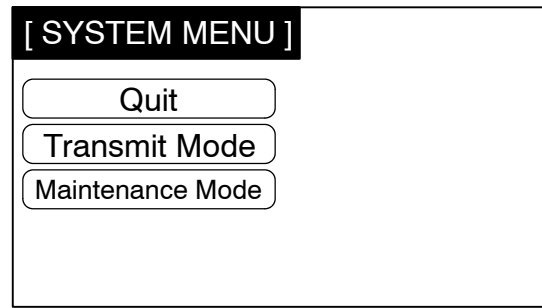 [ SYSTEM MENU ]
Quit
Transmit Mode
Maintenance Mode